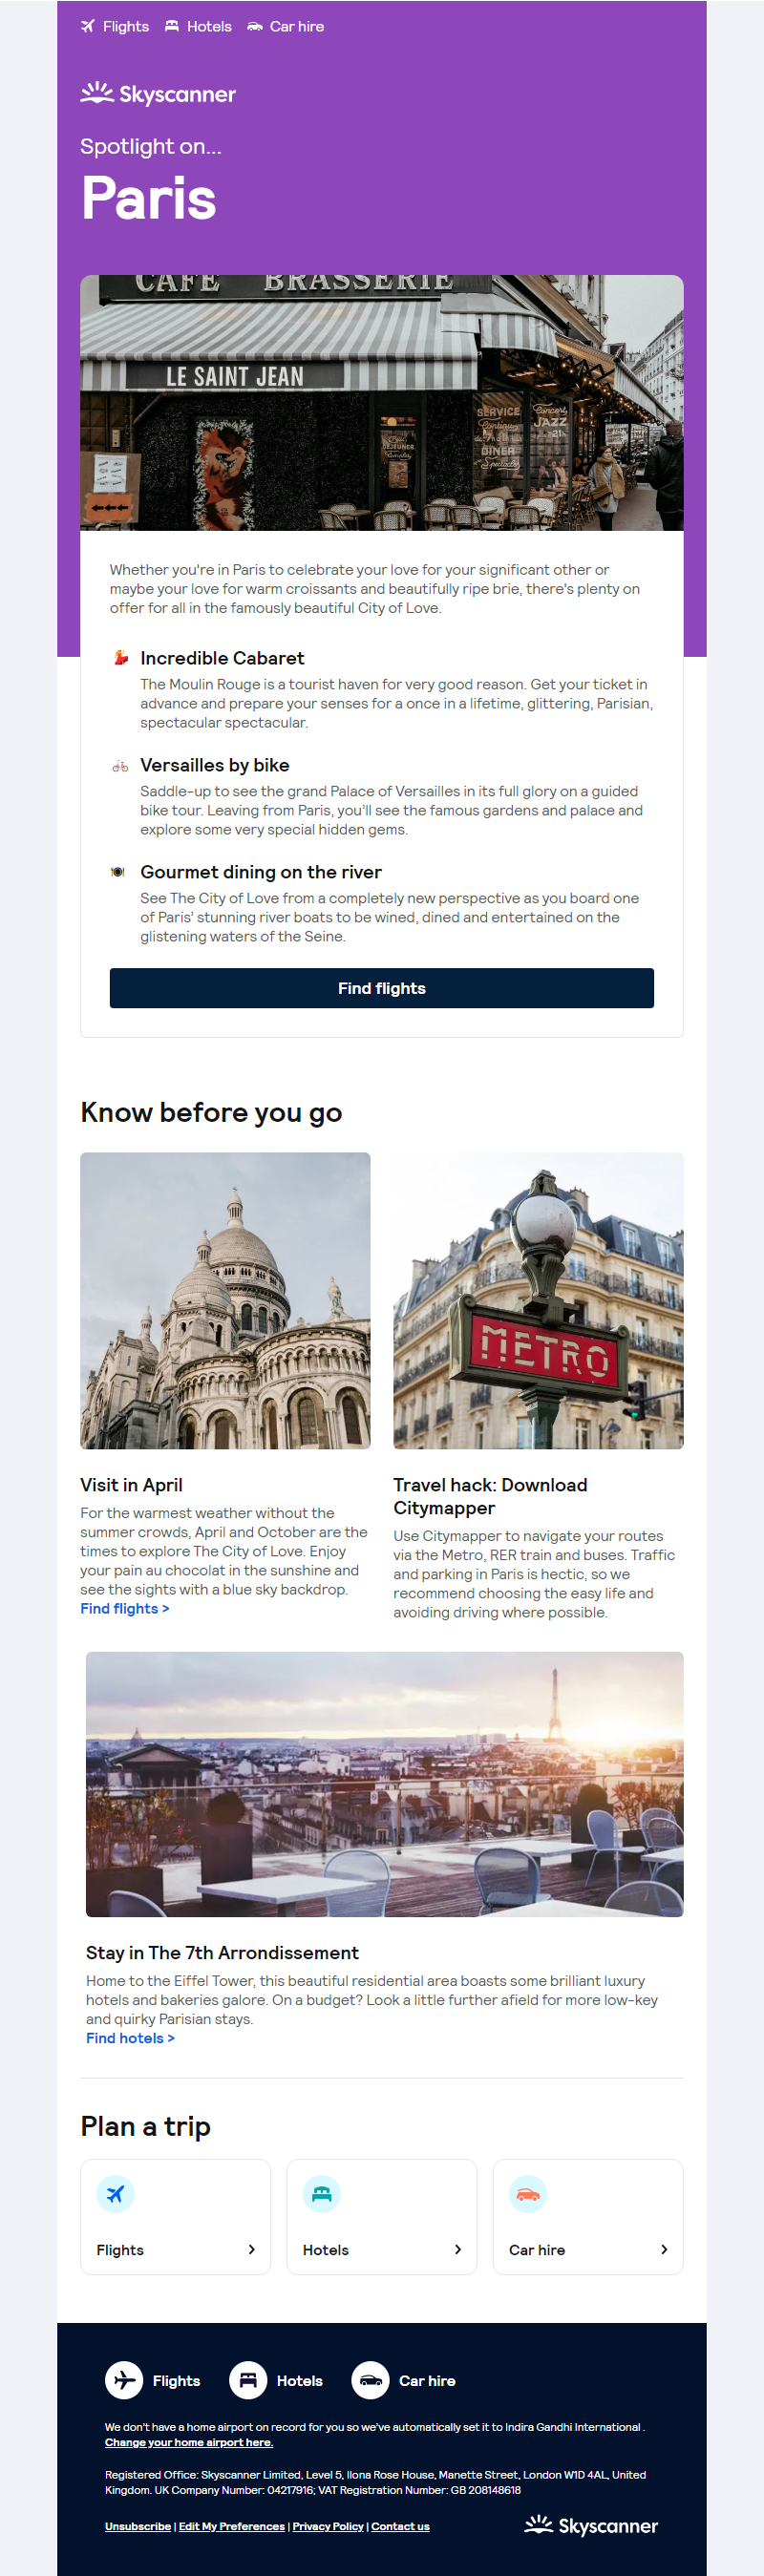 Flights Hotels Car hire
Skyscanner
Spotlight on...
Paris
CAFE BRASSERIE
LE SAINT JEAN
SERVICE
Continu
DINER
Spectacle
Concert
JAZZ
21
DEJEUNER
Whether you're in Paris to celebrate your love for your significant other or
maybe your love for warm croissants and beautifully ripe brie, there's plenty on
offer for all in the famously beautiful City of Love.
Incredible Cabaret
The Moulin Rouge is a tourist haven for very good reason. Get your ticket in
advance and prepare your senses for a once in a lifetime, glittering, Parisian,
spectacular spectacular.
Versailles by bike
Saddle-up to see the grand Palace of Versailles in its full glory on a guided
bike tour. Leaving from Paris, you'll see the famous gardens and palace and
explore some very special hidden gems.
Gourmet dining on the river
See The City of Love from a completely new perspective as you board one
of Paris' stunning river boats to be wined, dined and entertained on the
glistening waters of the Seine.
Find flights
Know before you go
METRO
Visit in April
For the warmest weather without the
summer crowds, April and October are the
times to explore The City of Love. Enjoy
your pain au chocolat in the sunshine and
see the sights with a blue sky backdrop.
Find flights >
Travel hack: Download
Citymapper
Use Citymapper to navigate your routes
via the Metro, RER train and buses. Traffic
and parking in Paris is hectic, so we
recommend choosing the easy life and
avoiding driving where possible.
Stay in The 7th Arrondissement
Home to the Eiffel Tower, this beautiful residential area boasts some brilliant luxury
hotels and bakeries galore. On a budget? Look a little further afield for more low-key
and quirky Parisian stays.
Find hotels >
Plan a trip
Flights
Hotels
Car hire
Flights Hotels Car hire
We don't have a home airport on record for you so we've automatically set it to Indira Gandhi International .
Change your home airport here.
Registered Office: Skyscanner Limited, Level 5, Ilona Rose House, Manette Street, London W1D 4AL, United
Kingdom. UK Company Number: 04217916; VAT Registration Number: GB 208148618
Unsubscribe | Edit My Preferences | Privacy Policy | Contact us
Skyscanner